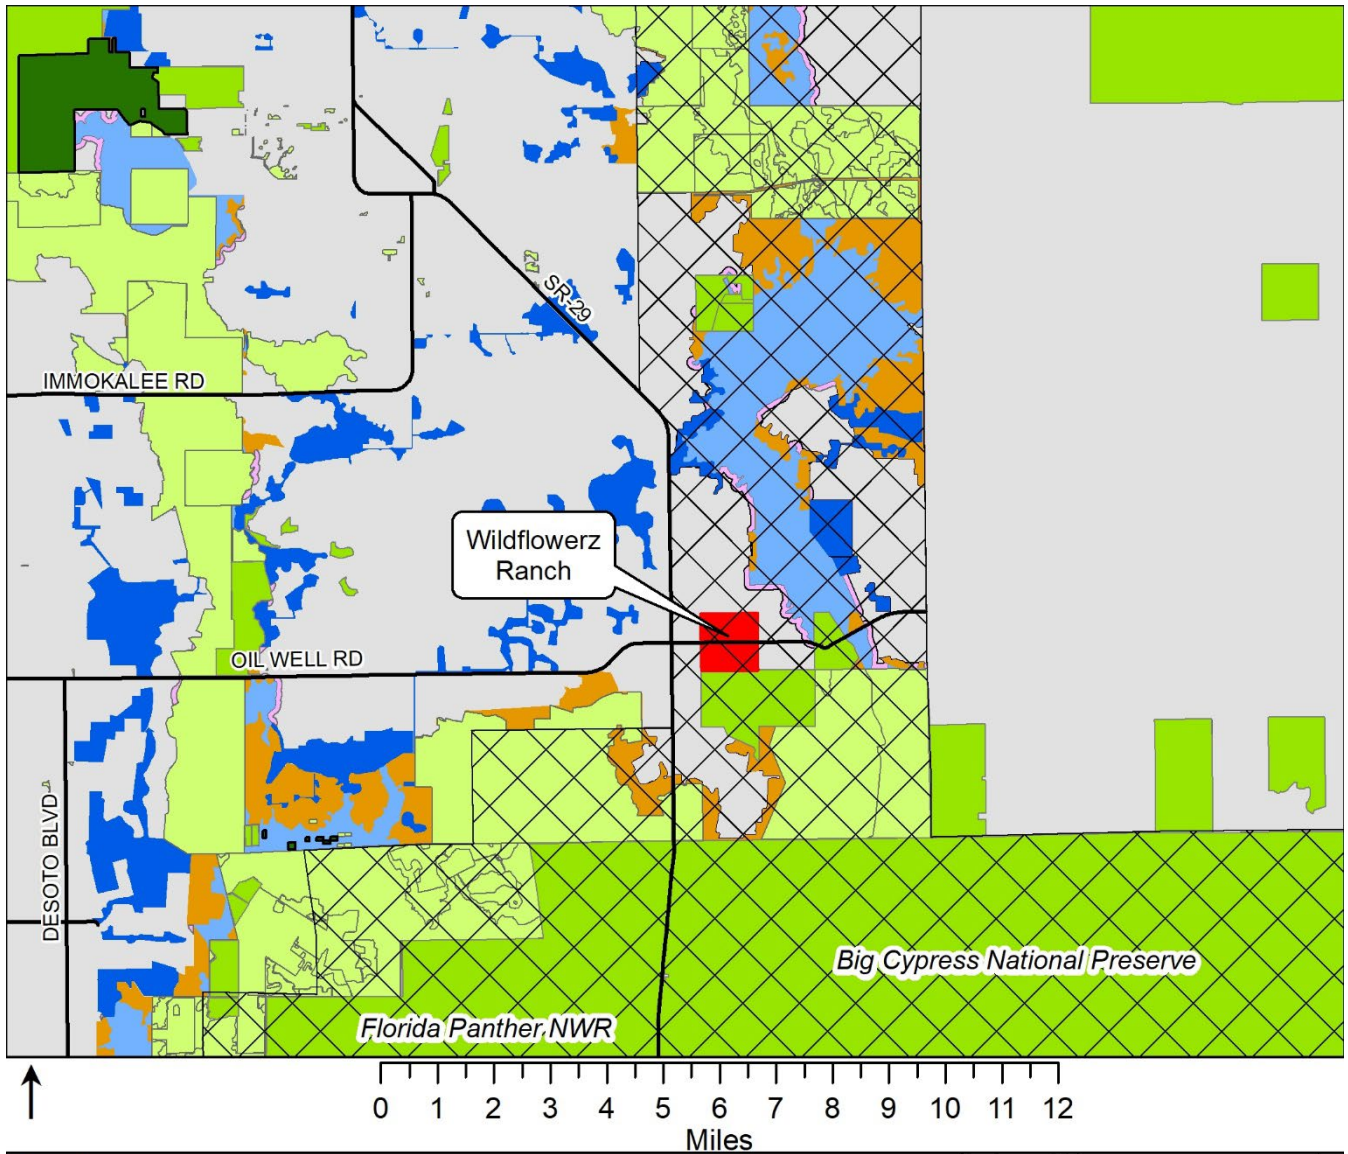 SR-29
IMMOKALEE RD
Wildflowerz
Ranch
OIL WELL RD
DESOTO BLVD
Big Cypress National Preserve
Florida Panther NWR
0 1 2 3 4 5 6 7 8 9 10 11 12
Miles